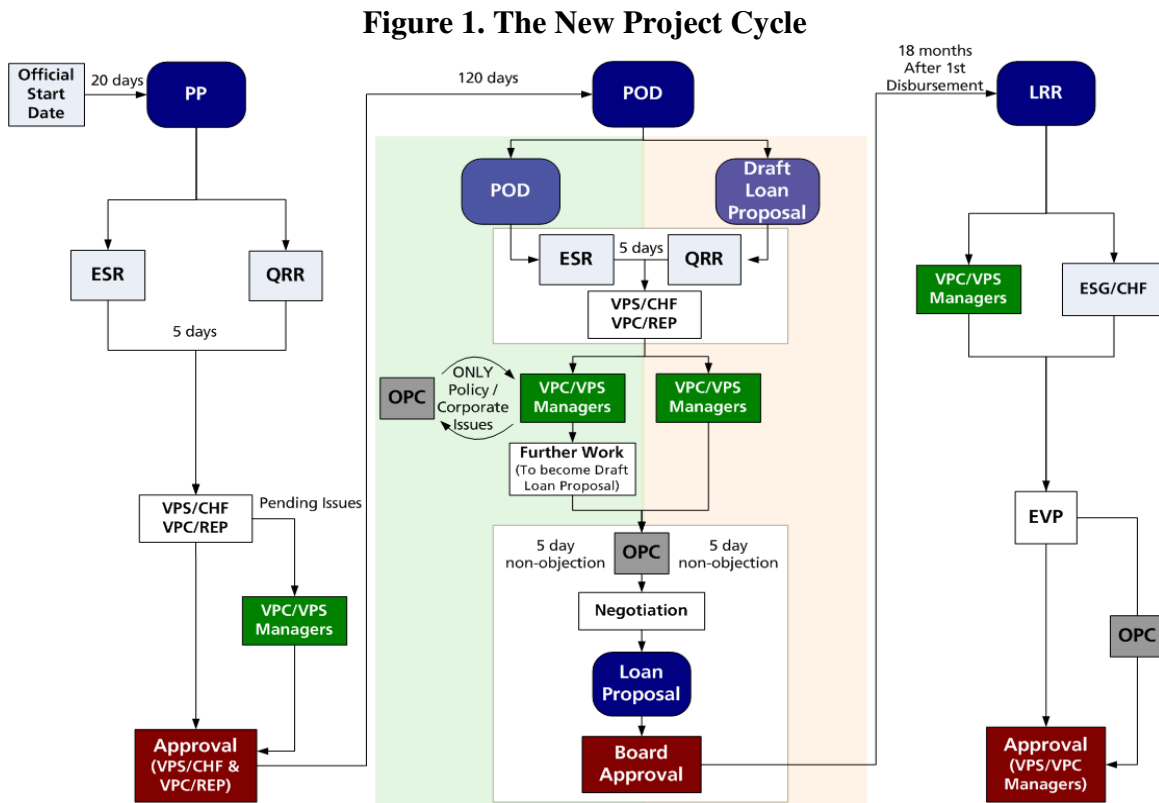 Figure 1. The New Project Cycle
Official
Start
Date
20 days
PP
ESR
QRR
5 days
VPS/CHF
VPC/REP
Pending Issues
VPC/VPS
Managers
Approval
(VPS/CHF &
VPC/REP)
120 days
POD
POD
Draft
Loan
Proposal
ESR
5 days
QRR
VPS/CHF
VPC/REP
OPC
ONLY
Policy /
Corporate
Issues
VPC/VPS
Managers
VPC/VPS
Managers
Further Work
(To become Draft
Loan Proposal)
5 day
non-objection
OPC
5 day
non-objection
Negotiation
Loan
Proposal
Board
Approval
18 months
After 1st
Disbursement
LRR
VPC/VPS
Managers
ESG/CHF
EVP
OPC
Approval
(VPS/VPC
Managers)